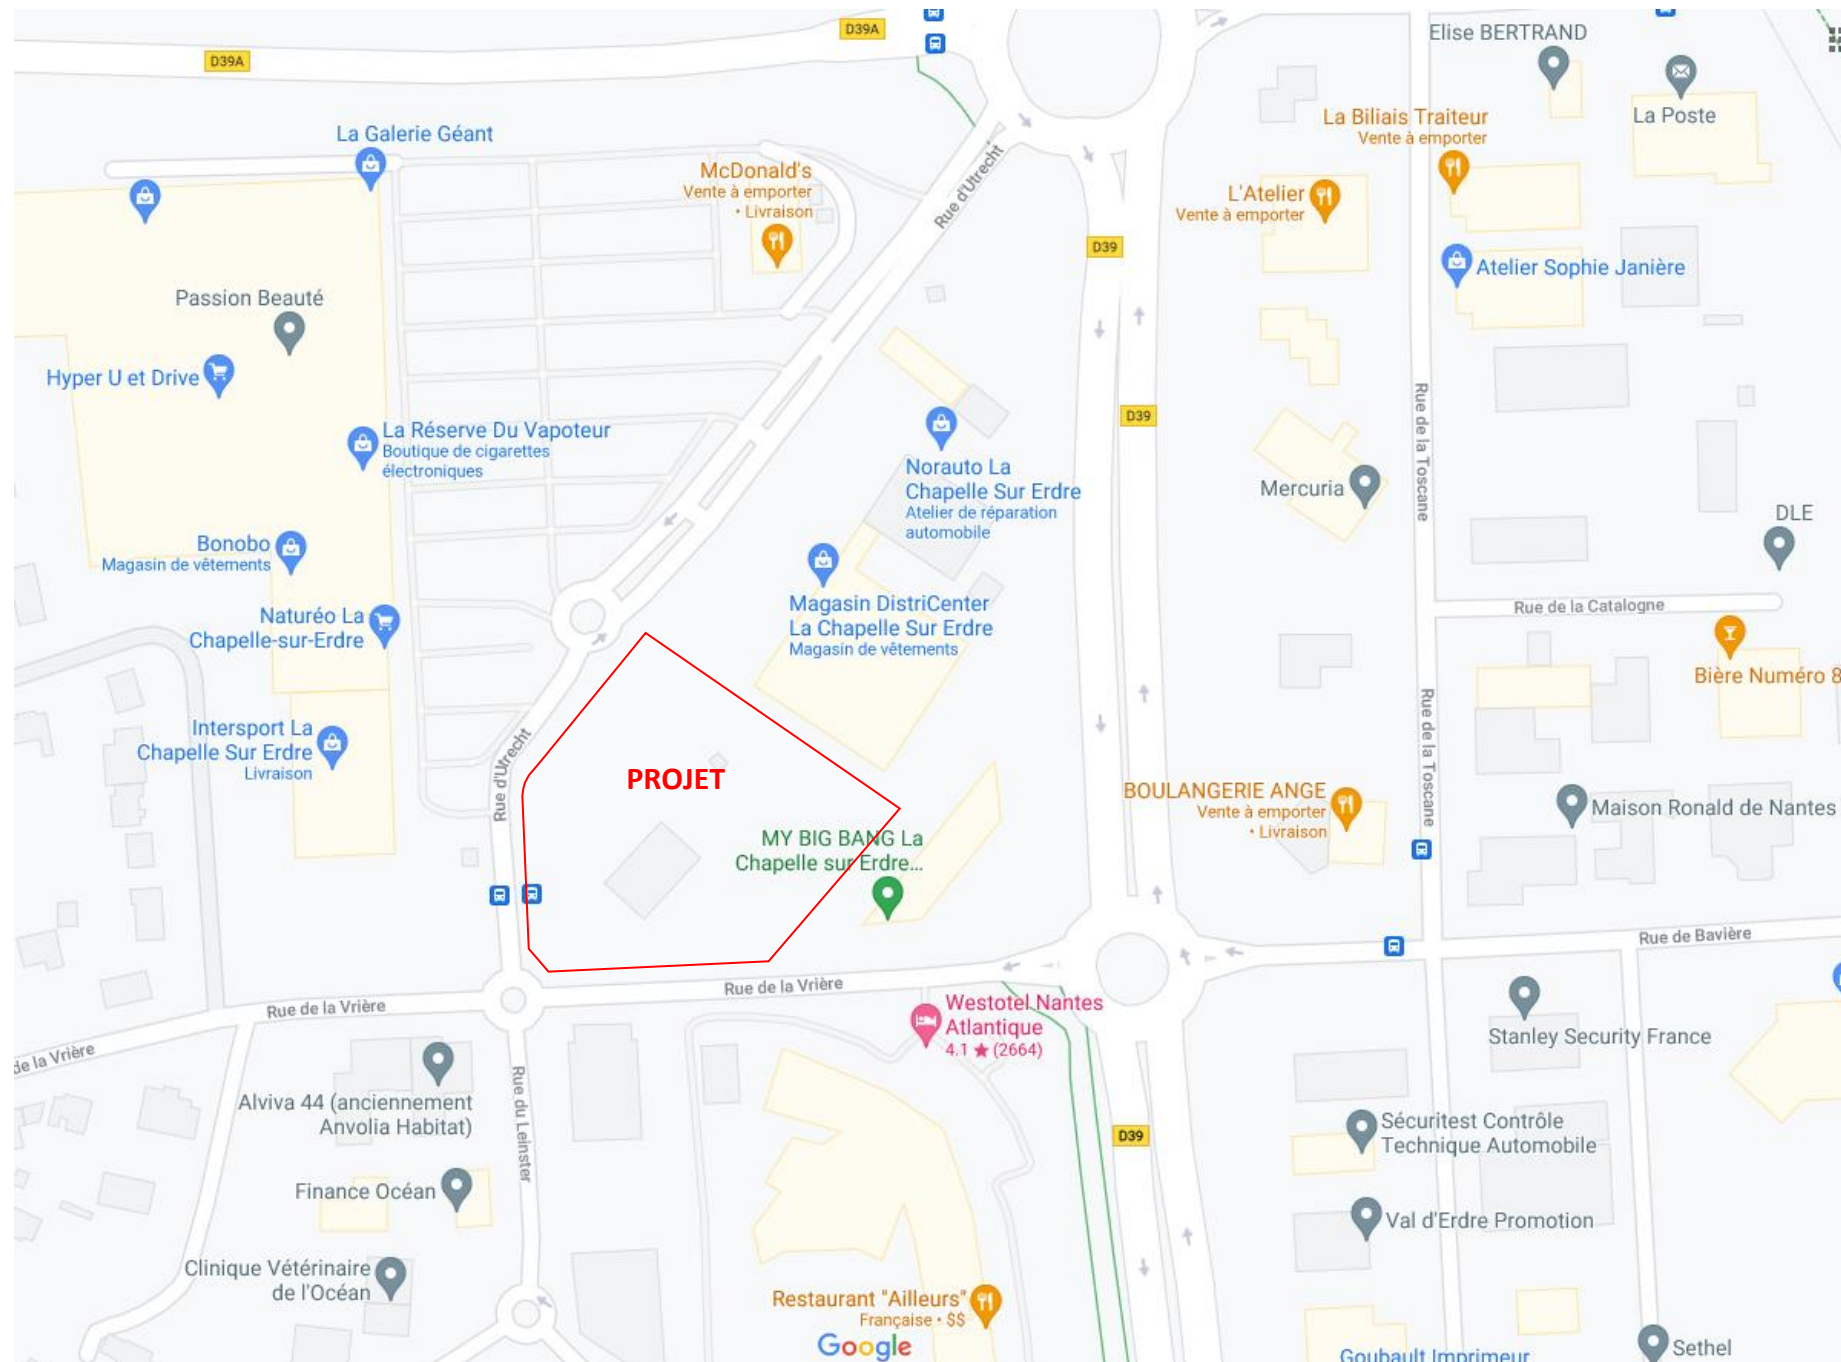 D39A
D39A
Elise BERTRAND
La Poste
La Biliais Traiteur
Vente à emporter
La Galerie Géant
McDonald's
Vente à emporter
• Livraison
Rue d'Utrecht
L'Atelier
Vente à emporter
D39
Atelier Sophie Janière
Passion Beauté
Hyper U et Drive
D39
Rue de la Toscane
La Réserve Du Vapoteur
Boutique de cigarettes
électroniques
Norauto La
Chapelle Sur Erdre
Atelier de réparation
automobile
Mercuria
DLE
Bonobo
Magasin de vêtements
Magasin DistriCenter
La Chapelle Sur Erdre
Magasin de vêtements
Rue de la Catalogne
Naturéo La
Chapelle-sur-Erdre
Bière Numéro 8
Intersport La
Chapelle Sur Erdre
Livraison
Rue d'Utrecht
PROJET
Rue de la Toscane
BOULANGERIE ANGE
Vente à emporter
• Livraison
Maison Ronald de Nantes
MY BIG BANG La
Chapelle sur Erdre...
Rue de Bavière
Rue de la Vrière
Rue de la Vrière
de la Vrière
Westotel Nantes
Atlantique
4.1 ★ (2664)
Stanley Security France
Rue du Leinster
Alviva 44 (anciennement
Anvolia Habitat)
D39
Sécuritest Contrôle
Technique Automobile
Finance Océan
Val d'Erdre Promotion
Clinique Vétérinaire
de l'Océan
Restaurant "Ailleurs"
Française • $$
Google
Goubault Imprimeur
Sethel